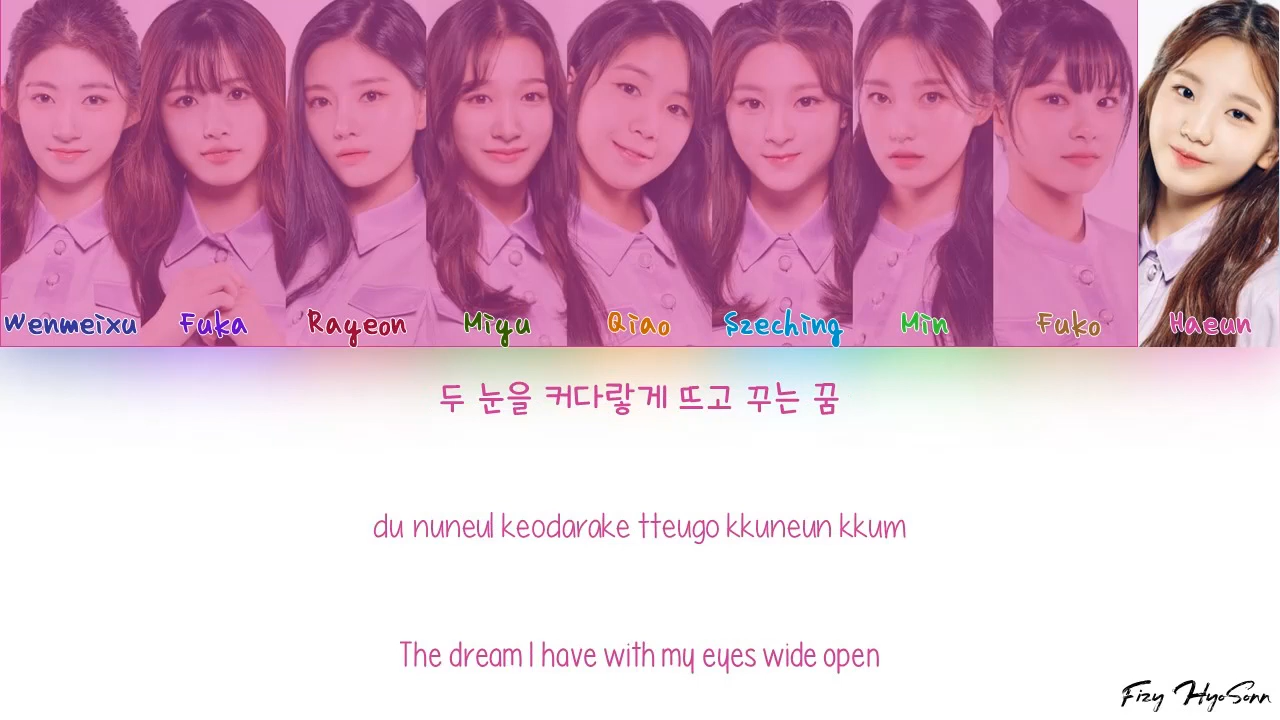 Wenmeixu Fuka Rayeon Miyu Qiao Szeching Min Fuko Haeun
두 눈을 커다랗게 뜨고 꾸는 꿈
du nuneul keodarake tteugo kkuneun kkum
The dream I have with my eyes wide open
Fizy HyoSonn